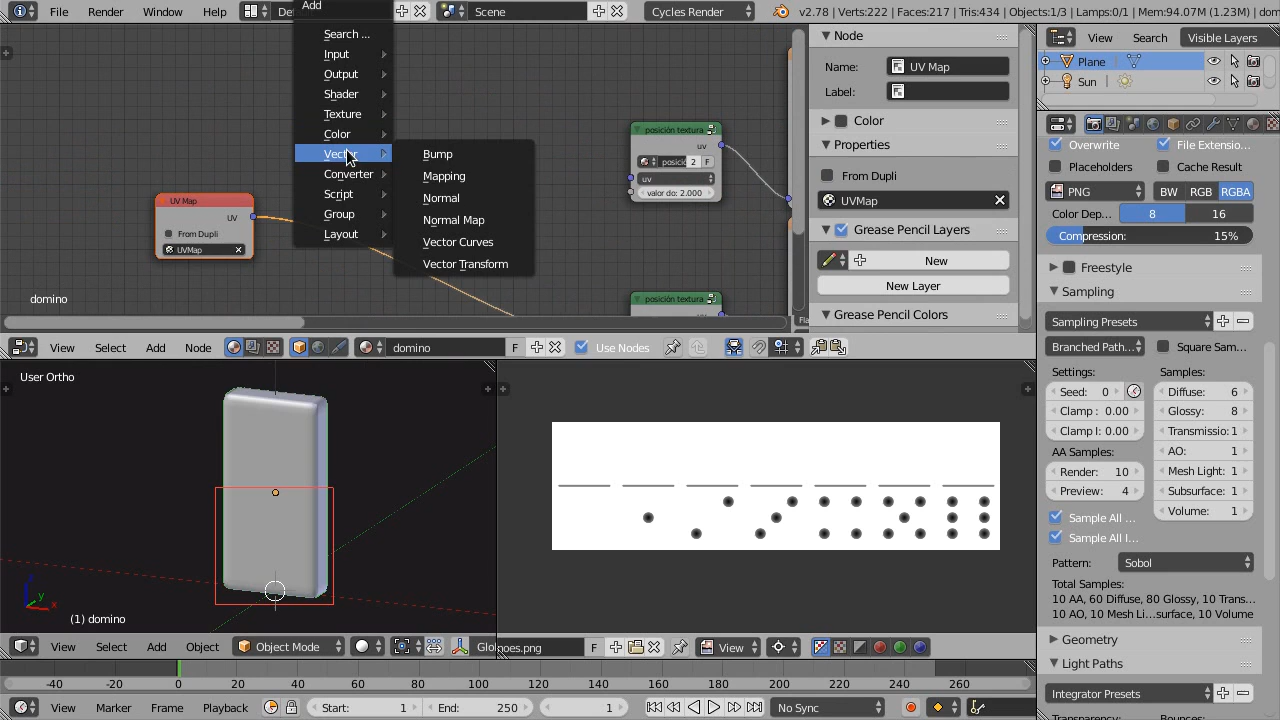 Add
File Render Window Help
Scene
Cycles Render
v2.78 | Verts:222 | Faces:217 | Tris:434 | Objects:1/3 | Lamps:0/1 | Mem:94.07M (1.23M) | dom
Search ...
Input
Output
Shader
Texture
Color
Vector
Converter
Script
Group
Layout
Bump
Mapping
Normal
Normal Map
Vector Curves
Vector Transform
UV Map
UV
From Dupli
UVMap
posición textura
uv
2
F
uv
valor do: 2.000
posición textura
domino
Node
Name:
UV Map
Label:
Color
Properties
From Dupli
UVMap
Grease Pencil Layers
New
New Layer
Grease Pencil Colors
View Search Visible Layers
Plane
Sun
Overwrite
File Extensio...
Placeholders
Cache Result
PNG
BW RGB RGBA
Color Dep...
8
16
Compression:
15%
Freestyle
Sampling
Sampling Presets
Branched Path...
Square Sam...
Settings:
Samples:
Seed: 0
Clamp : 0.00
Clamp I: 0.00
AA Samples:
Render: 10
Preview: 4
Sample All ...
Sample All I...
Diffuse: 6
Glossy: 8
Transmissio: 1
AO: 1
Mesh Light: 1
Subsurface: 1
Volume: 1
Pattern:
Sobol
Total Samples:
10 AA, 60 Diffuse, 80 Glossy, 10 Trans...
10 AO, 10 Mesh Li...surface, 10 Volume
Geometry
Light Paths
Integrator Presets
View Select Add Node
domino
F
Use Nodes
User Ortho
(1) domino
View Select Add Object
Object Mode
F
View
-40 -20 0 20 40 60 80 100 120 140 160 180 200 220 240 260
View Marker Frame Playback
Start: 1
End: 250
1
No Sync